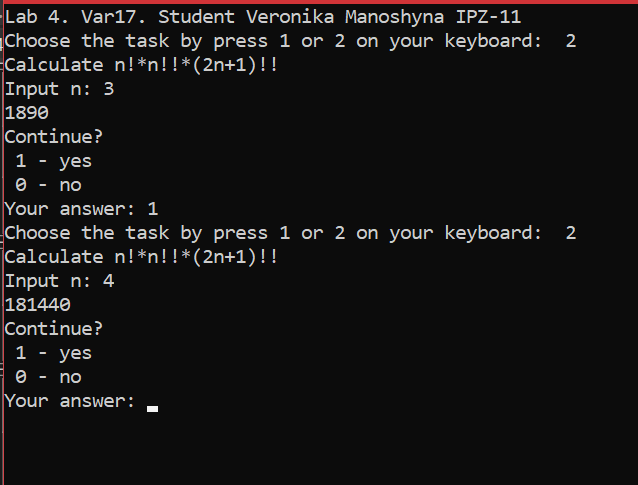 Lab 4. Var17. Student Veronika Manoshyna IPZ-11
Choose the task by press 1 or 2 on your keyboard:  2
Calculate n!*n!!*(2n+1)!!
Input n: 3
1890
Continue?
 1 - yes
 0 - no
Your answer: 1
Choose the task by press 1 or 2 on your keyboard:  2
Calculate n!*n!!*(2n+1)!!
Input n: 4
181440
Continue?
 1 - yes
 0 - no
Your answer: